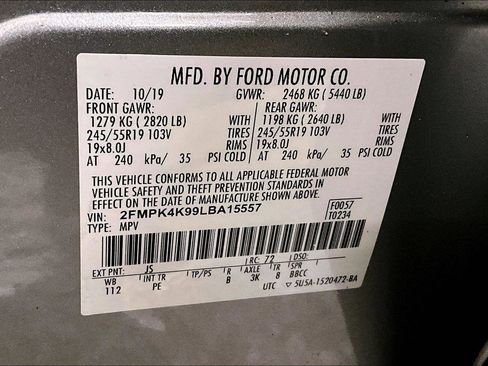 MFD. BY FORD MOTOR CO.
DATE: 10/19 GVWR: 2468 KG ( 5440 LB)
FRONT GAWR: REAR GAWR:
1279 KG ( 2820 LB) WITH 1198 KG ( 2640 LB) WITH
245/55R19 103V TIRES 245/55R19 103V TIRES
19x8.0J RIMS 19x8.0J RIMS
AT 240 kPa/ 35 PSI COLD AT 240 kPa/ 35 PSI COLD
THIS VEHICLE CONFORMS TO ALL APPLICABLE FEDERAL MOTOR
VEHICLE SAFETY AND THEFT PREVENTION STANDARDS IN
EFFECT ON THE DATE OF MANUFACTURE SHOWN ABOVE.
VIN: 2FMPK4K99LBA15557 F0057
TYPE: MPV T0234
EXT PNT: JS RC: 72 DSO:
WB INT TR TP/PS R AXLE TR SPR
112 PE B 3K 8 BBCC
UTC ▽ 5U5A-1520472-BA